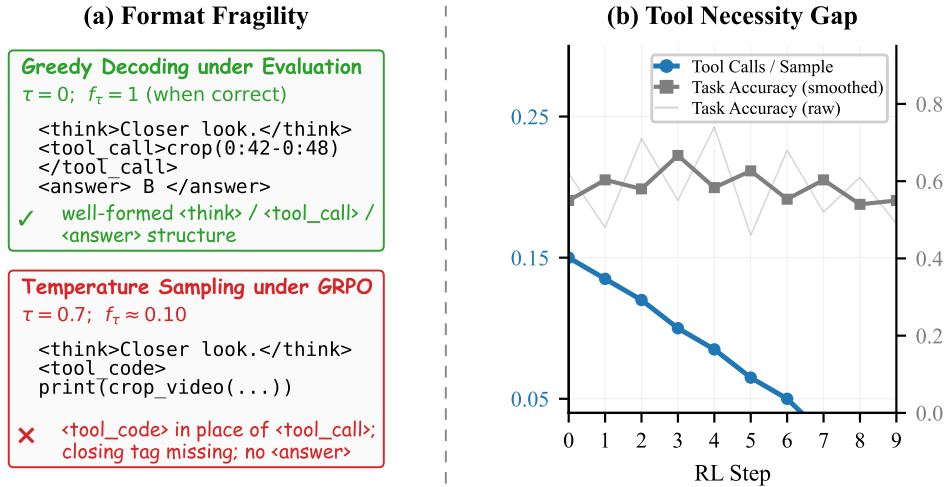 (a) Format Fragility
Greedy Decoding under Evaluation
τ = 0; fτ = 1 (when correct)
<think>Closer look.</think>
<tool_call>crop(0:42-0:48)
</tool_call>
<answer> B </answer>
✓ well-formed <think> / <tool_call> /
<answer> structure
Temperature Sampling under GRPO
τ = 0.7; fτ ≈ 0.10
<think>Closer look.</think>
<tool_code>
print(crop_video(...))
✕ <tool_code> in place of <tool_call>;
closing tag missing; no <answer>
(b) Tool Necessity Gap
Tool Calls / Sample
Task Accuracy (smoothed)
Task Accuracy (raw)
0.25
0.15
0.05
0.8
0.6
0.4
0.2
0.0
0 1 2 3 4 5 6 7 8 9
RL Step